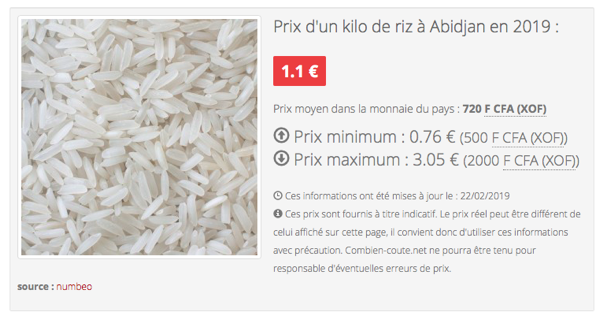 Prix d'un kilo de riz à Abidjan en 2019 :
1.1 €
Prix moyen dans la monnaie du pays : 720 F CFA (XOF)
Prix minimum : 0.76 € (500 F CFA (XOF))
Prix maximum : 3.05 € (2000 F CFA (XOF))
Ces informations ont été mises à jour le : 22/02/2019
Ces prix sont fournis à titre indicatif. Le prix réel peut être différent de
celui affiché sur cette page, il convient donc d'utiliser ces informations
avec précaution. Combien-coute.net ne pourra être tenu pour
responsable d'éventuelles erreurs de prix.
source : numbeo